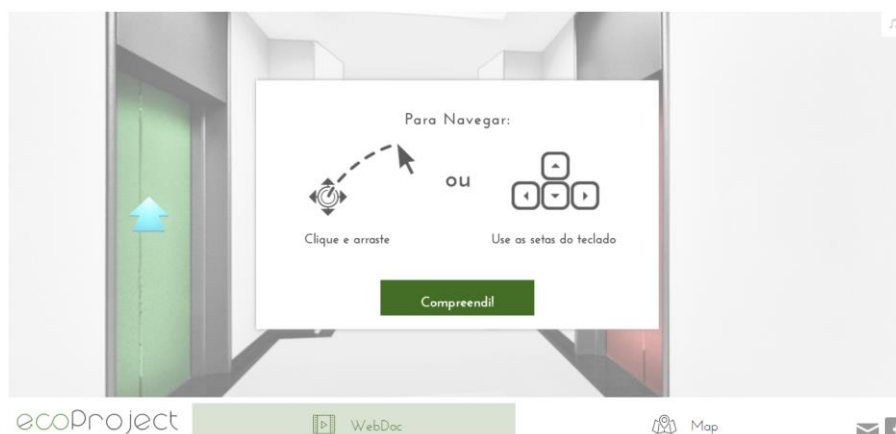 Para Navegar:
ou
Clique e arraste
Use as setas do teclado
Compreendi!
ecoProject
WebDoc
Map